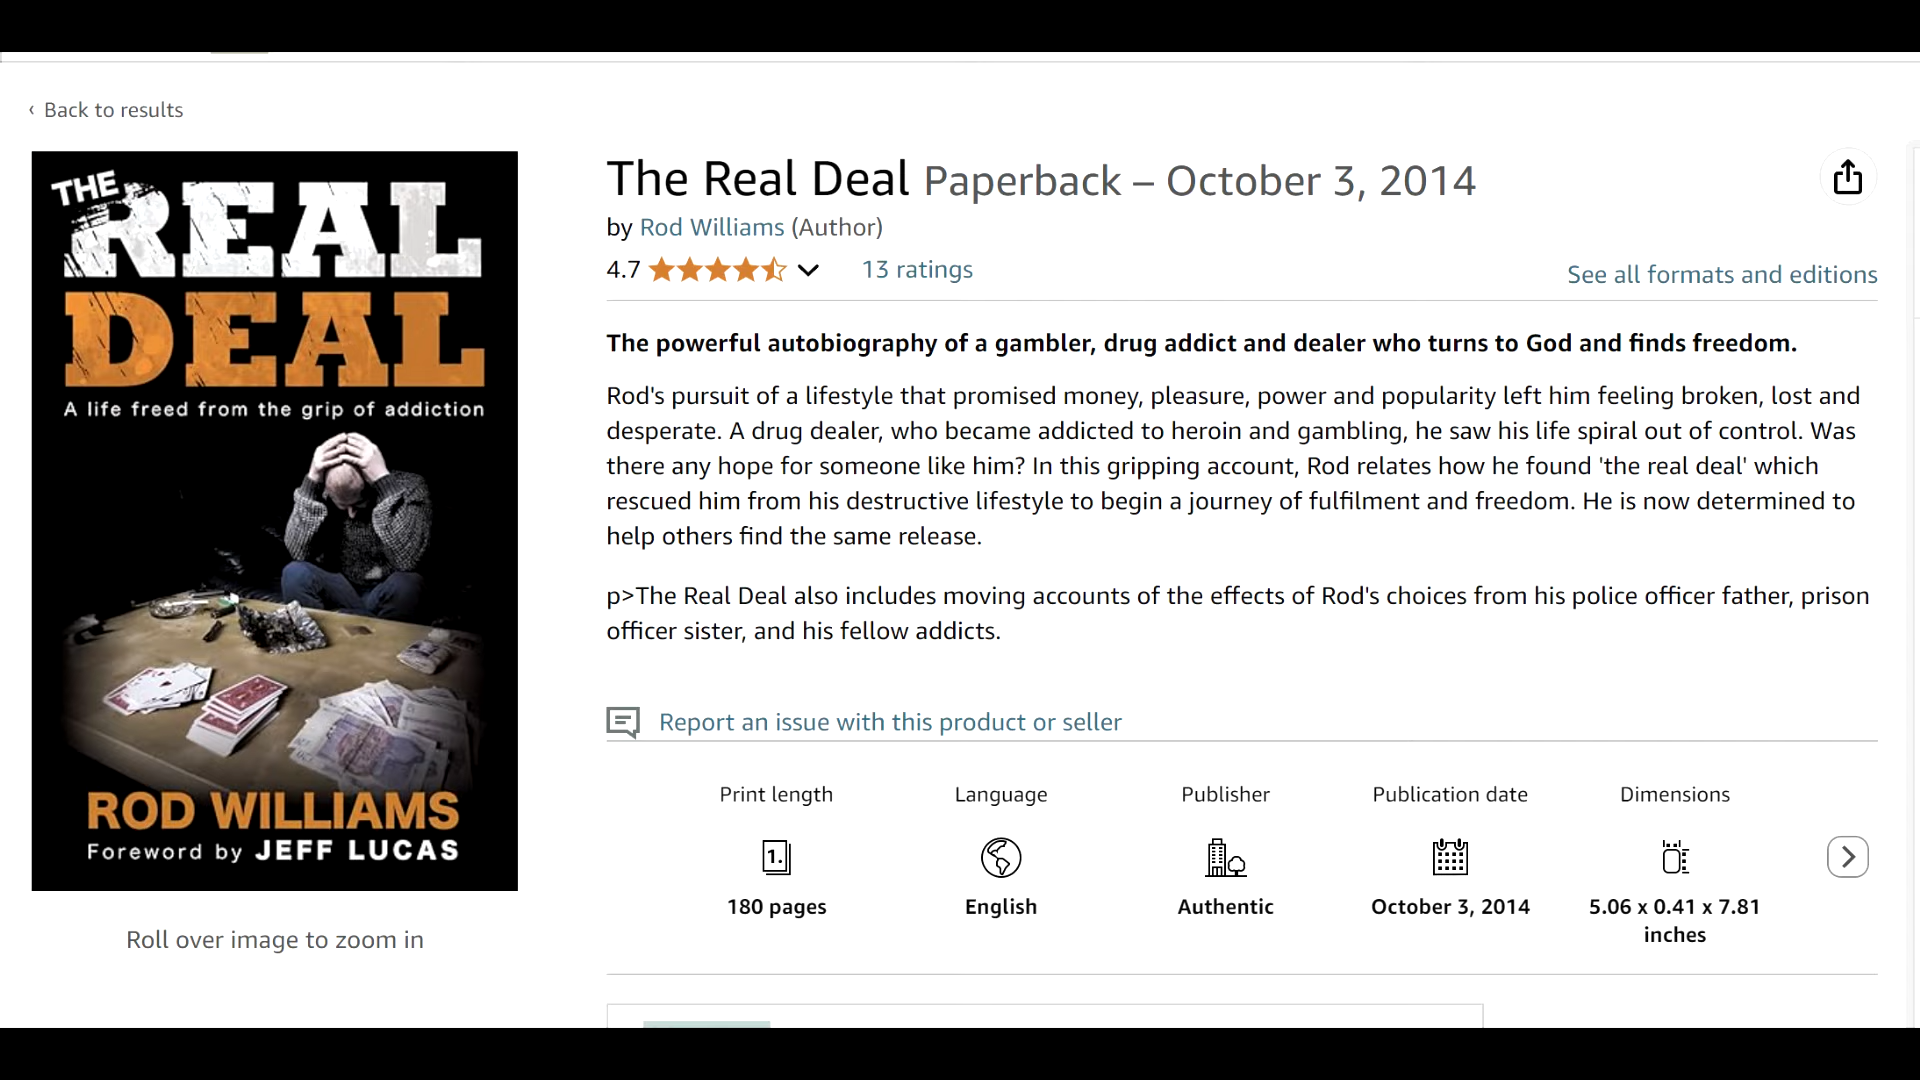 ‹ Back to results
THE
REAL
DEAL
A life freed from the grip of addiction
ROD WILLIAMS
Foreword by JEFF LUCAS
Roll over image to zoom in
The Real Deal Paperback – October 3, 2014
by Rod Williams (Author)
4.7 13 ratings
See all formats and editions
The powerful autobiography of a gambler, drug addict and dealer who turns to God and finds freedom.
Rod's pursuit of a lifestyle that promised money, pleasure, power and popularity left him feeling broken, lost and
desperate. A drug dealer, who became addicted to heroin and gambling, he saw his life spiral out of control. Was
there any hope for someone like him? In this gripping account, Rod relates how he found 'the real deal' which
rescued him from his destructive lifestyle to begin a journey of fulfilment and freedom. He is now determined to
help others find the same release.
p>The Real Deal also includes moving accounts of the effects of Rod's choices from his police officer father, prison
officer sister, and his fellow addicts.
Report an issue with this product or seller
Print length
1.
180 pages
Language
English
Publisher
Authentic
Publication date
October 3, 2014
Dimensions
5.06 x 0.41 x 7.81
inches